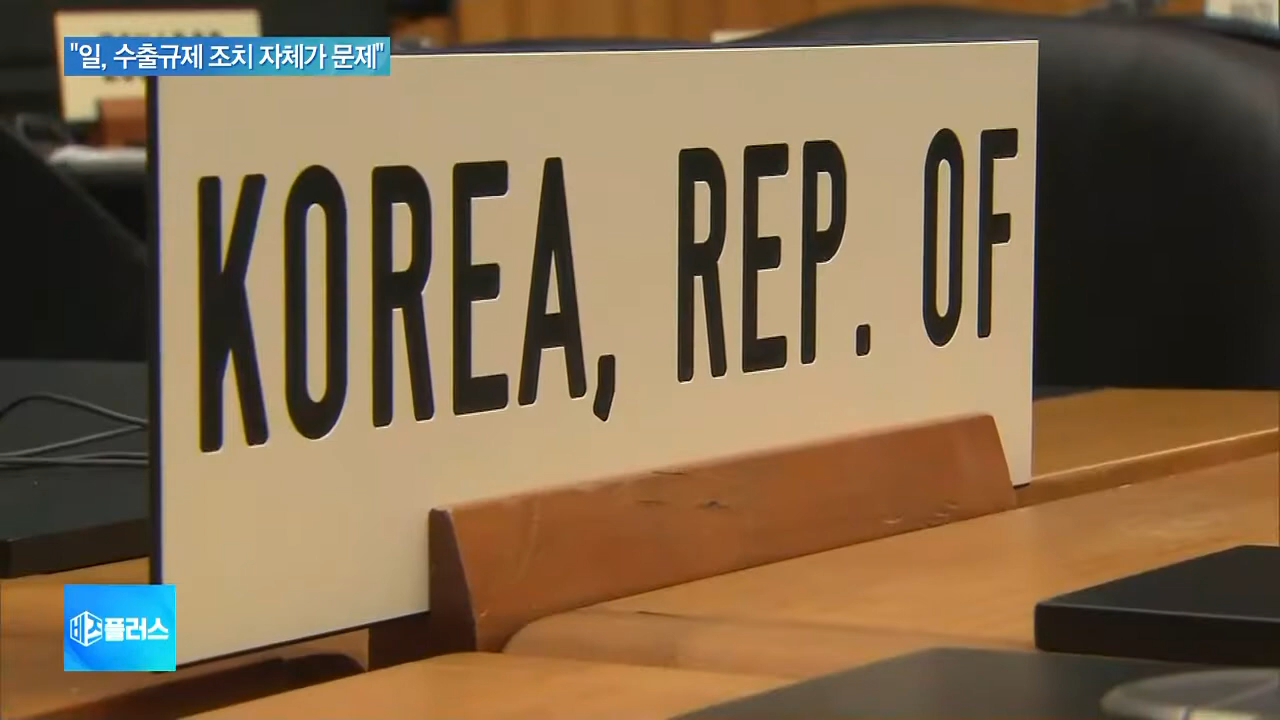 "일, 수출규제 조치 자체가 문제"
KOREA, REP. OF
비즈플러스